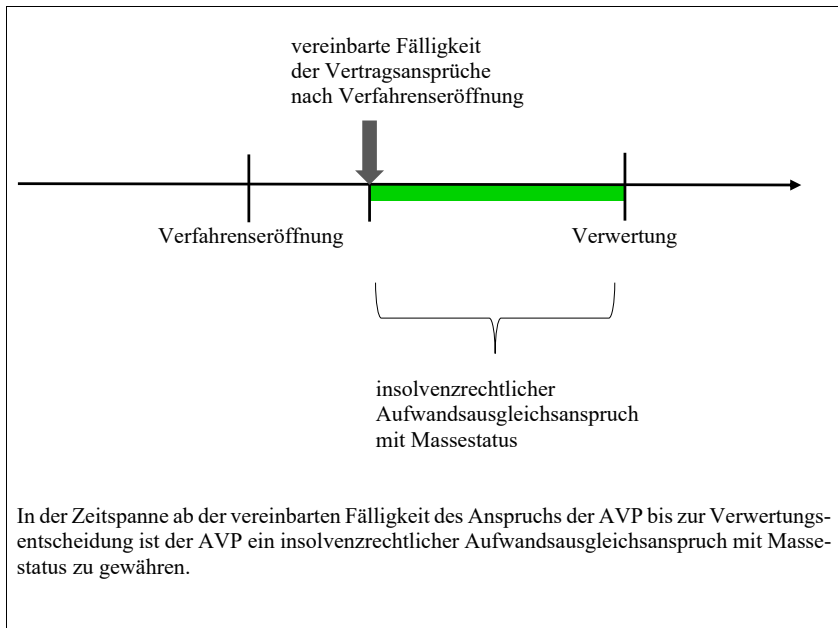 vereinbarte Fälligkeit
der Vertragsansprüche
nach Verfahrenseröffnung
Verfahrenseröffnung
Verwertung
insolvenzrechtlicher
Aufwandsausgleichsanspruch
mit Massestatus
In der Zeitspanne ab der vereinbarten Fälligkeit des Anspruchs der AVP bis zur Verwertungs-
entscheidung ist der AVP ein insolvenzrechtlicher Aufwandsausgleichsanspruch mit Masse-
status zu gewähren.